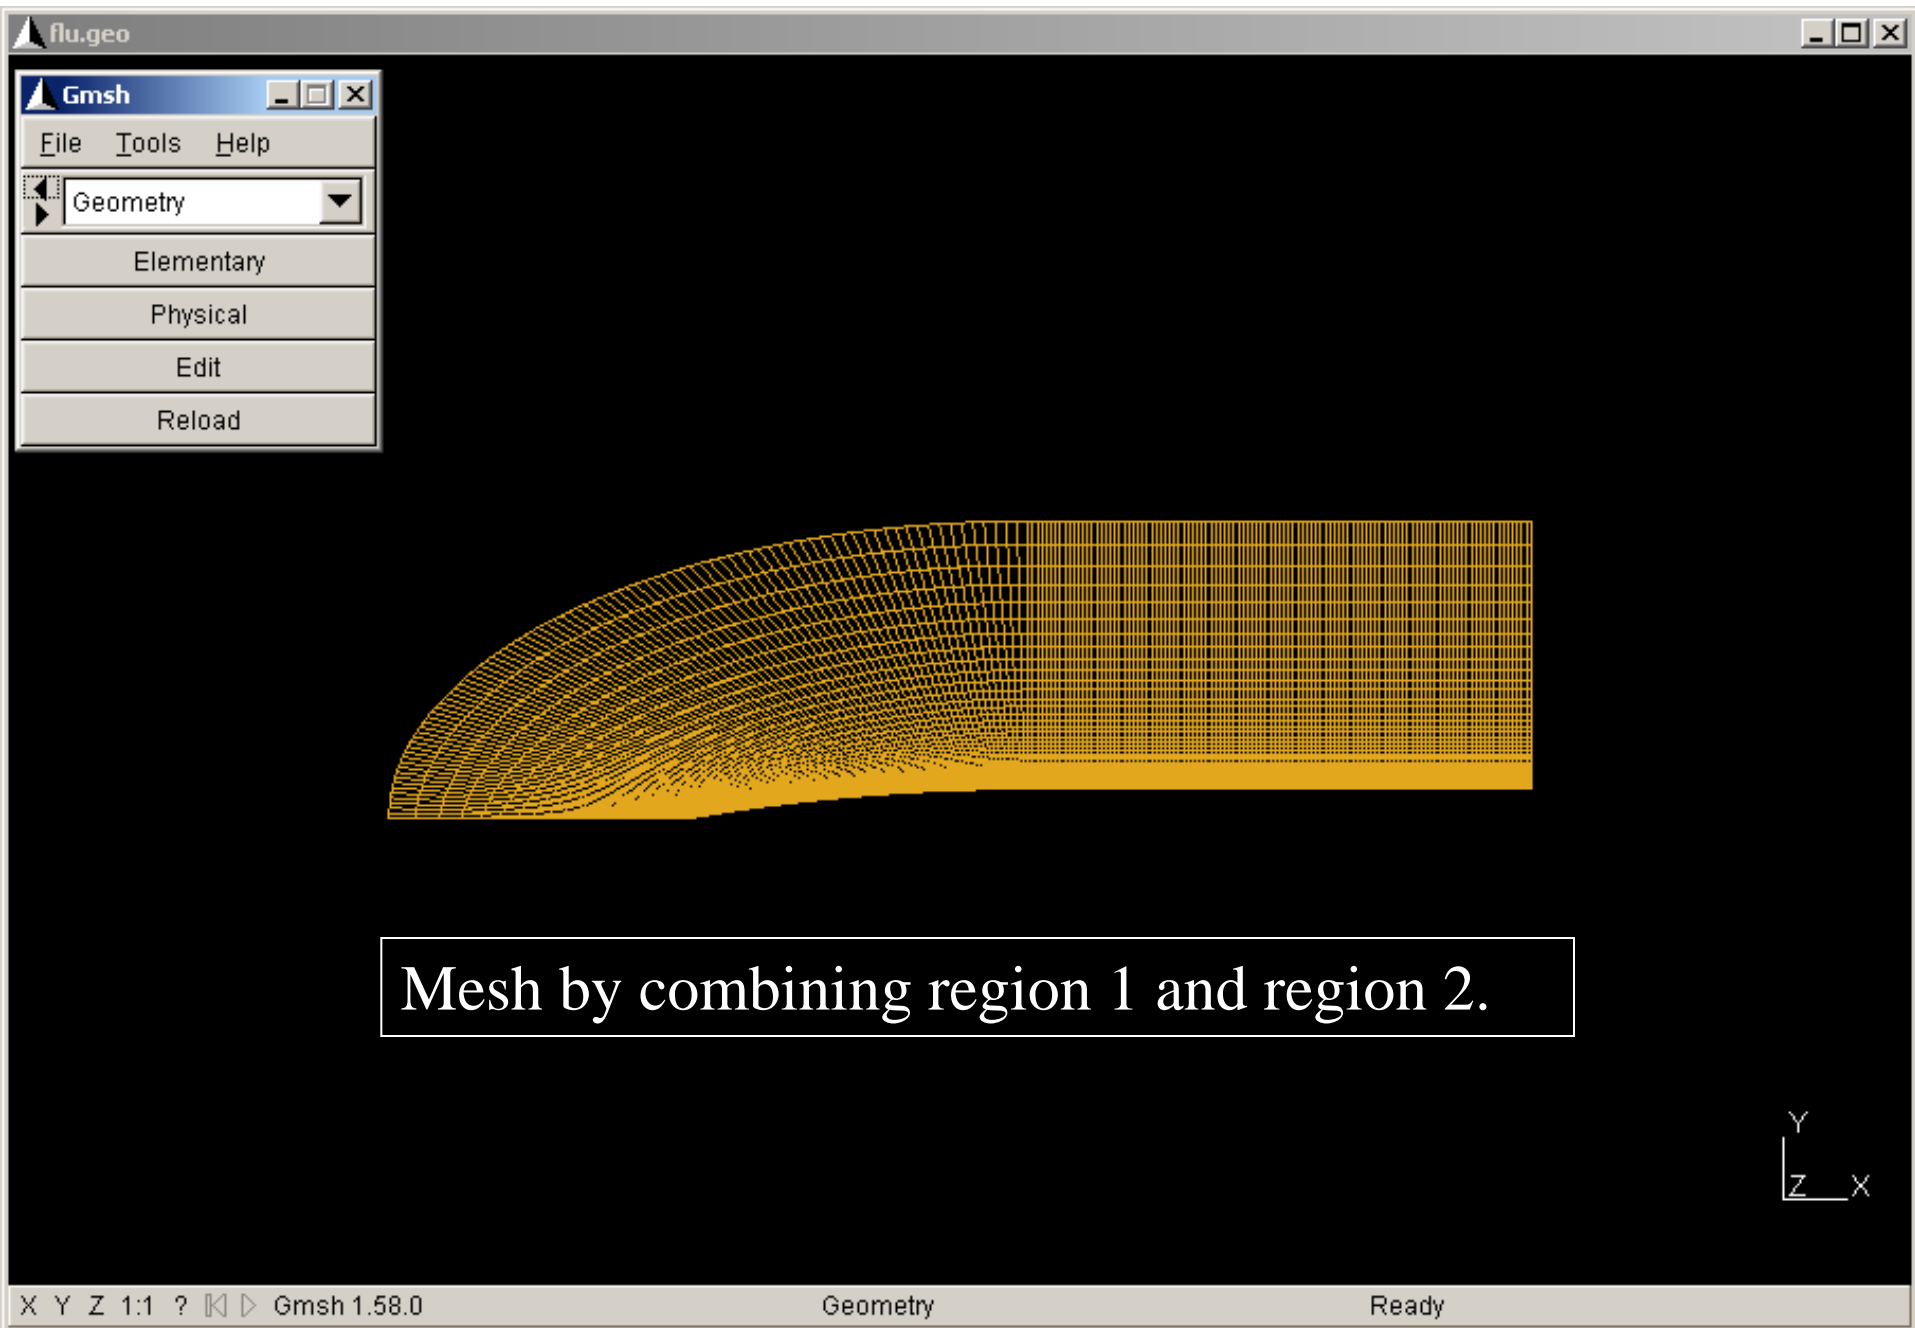 flu.geo
Gmsh
File Tools Help
Geometry
Elementary
Physical
Edit
Reload
Mesh by combining region 1 and region 2.
Y
Z X
X Y Z 1:1 ? Gmsh 1.58.0 Geometry Ready